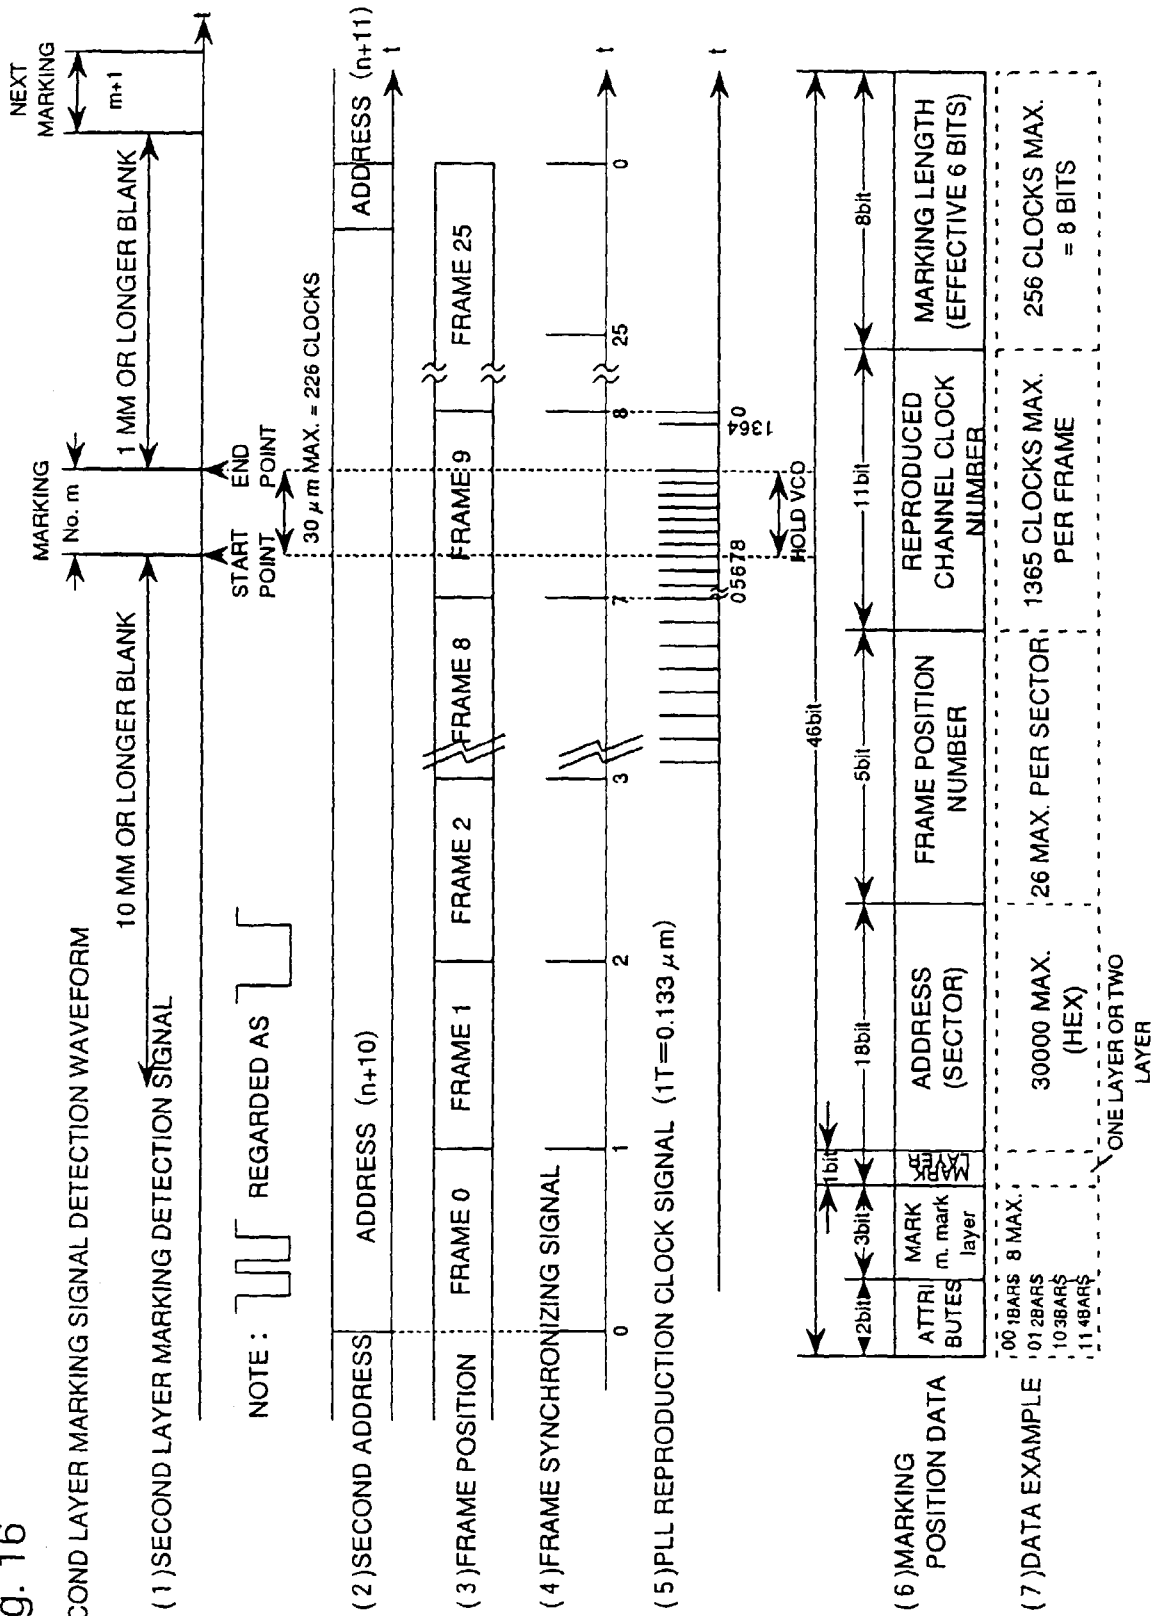 g. 16
COND LAYER MARKING SIGNAL DETECTION WAVEFORM
(1)SECOND LAYER MARKING DETECTION SIGNAL
10 MM OR LONGER BLANK
MARKING
No. m
1 MM OR LONGER BLANK
NEXT
MARKING
m+1
t
START
POINT
END
POINT
30 μm MAX. = 226 CLOCKS
NOTE :
REGARDED AS
(2)SECOND ADDRESS
ADDRESS (n+10)
ADDRESS (n+11)
t
(3)FRAME POSITION
FRAME 0
FRAME 1
FRAME 2
FRAME 8
FRAME 9
FRAME 25
(4)FRAME SYNCHRONIZING SIGNAL
0
1
2
3
7
8
25
0
t
(5)PLL REPRODUCTION CLOCK SIGNAL (1T=0.133 μm)
05678
1364
0
t
HOLD VCO
46bit
2bit
3bit
1bit
18bit
5bit
11bit
8bit
(6)MARKING
POSITION DATA
ATTRI
BUTES
MARK
m. mark
layer
MARK
LAYER
ADDRESS
(SECTOR)
FRAME POSITION
NUMBER
REPRODUCED
CHANNEL CLOCK
NUMBER
MARKING LENGTH
(EFFECTIVE 6 BITS)
(7)DATA EXAMPLE
00 1BARS
01 2BARS
10 3BARS
11 4BARS
8 MAX.
30000 MAX.
(HEX)
26 MAX. PER SECTOR
1365 CLOCKS MAX.
PER FRAME
256 CLOCKS MAX.
= 8 BITS
ONE LAYER OR TWO
LAYER